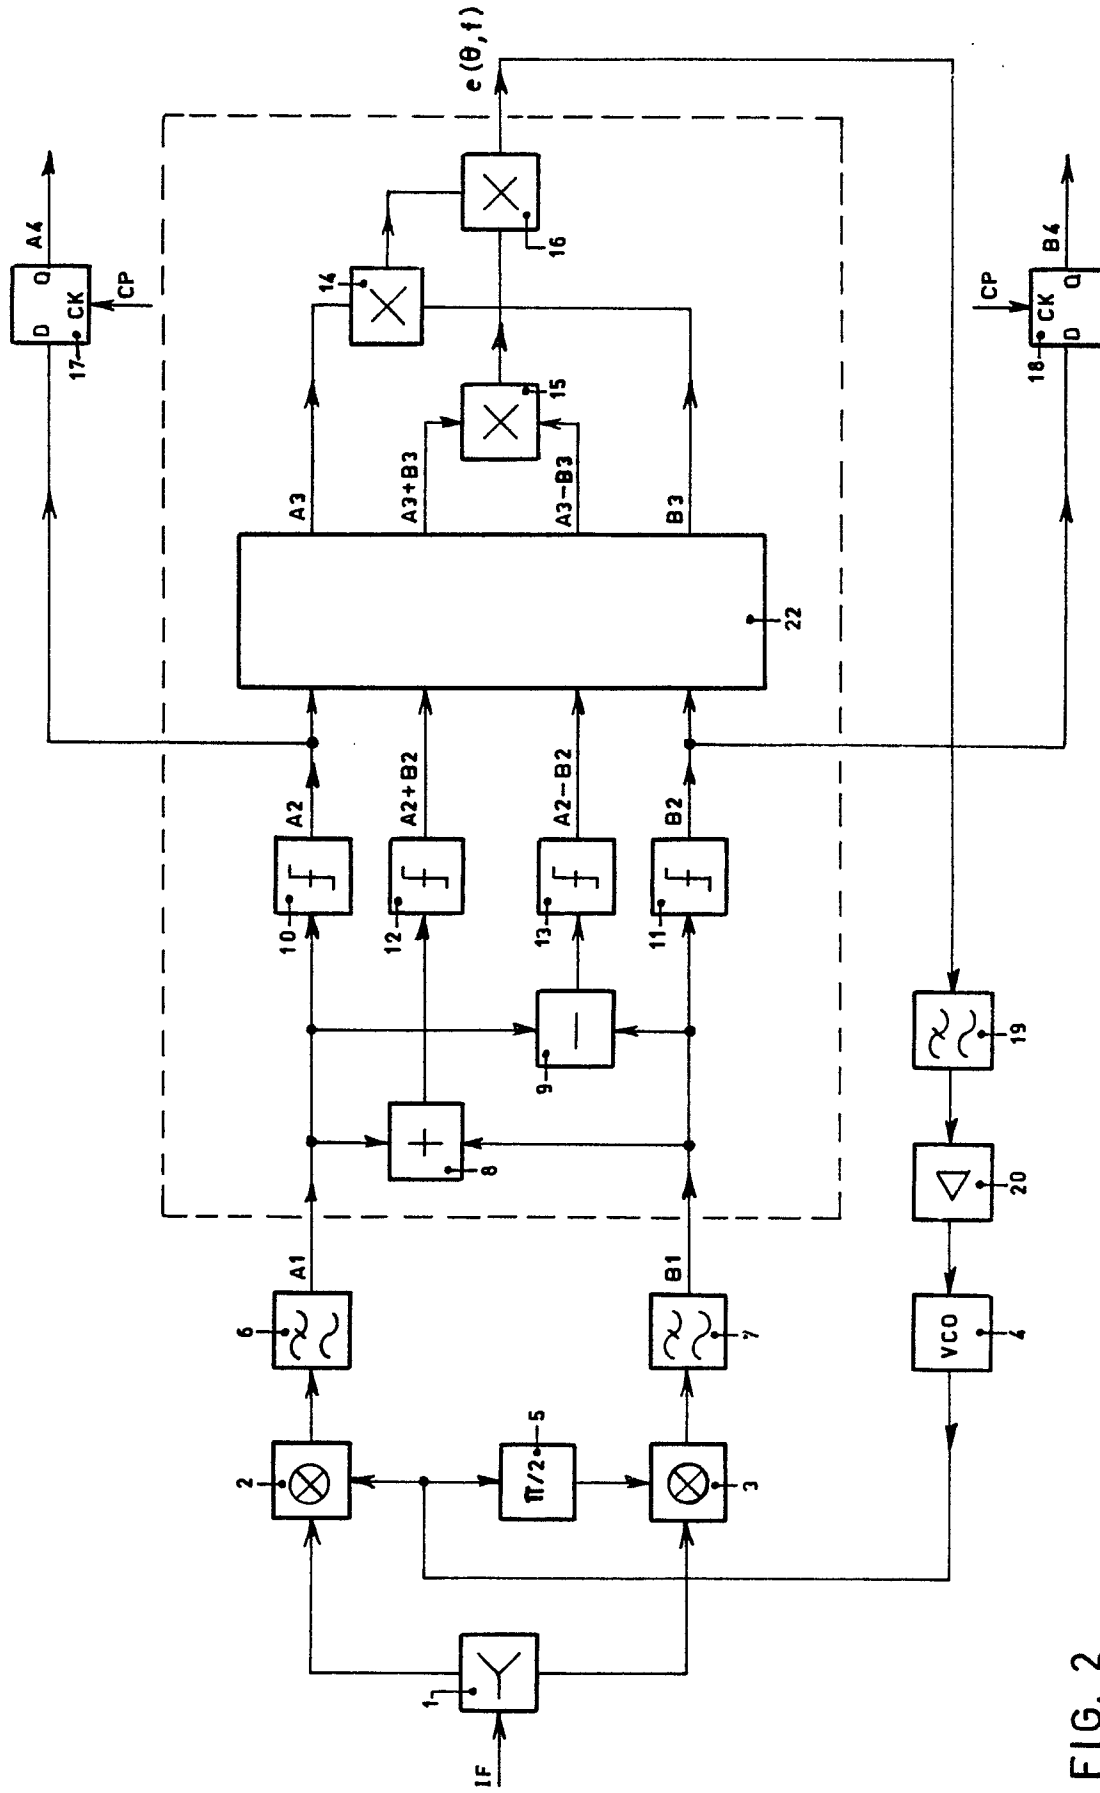 IF
1
2
3
π/2
5
VCO
4
6
7
A1
B1
+
8
−
9
20
19
10
12
13
11
A2
A2+B2
A2−B2
B2
22
A3
A3+B3
A3−B3
B3
15
14
16
e(θ,f)
17
D
Q
CK
CP
A4
18
D
Q
CK
CP
B4
FIG. 2